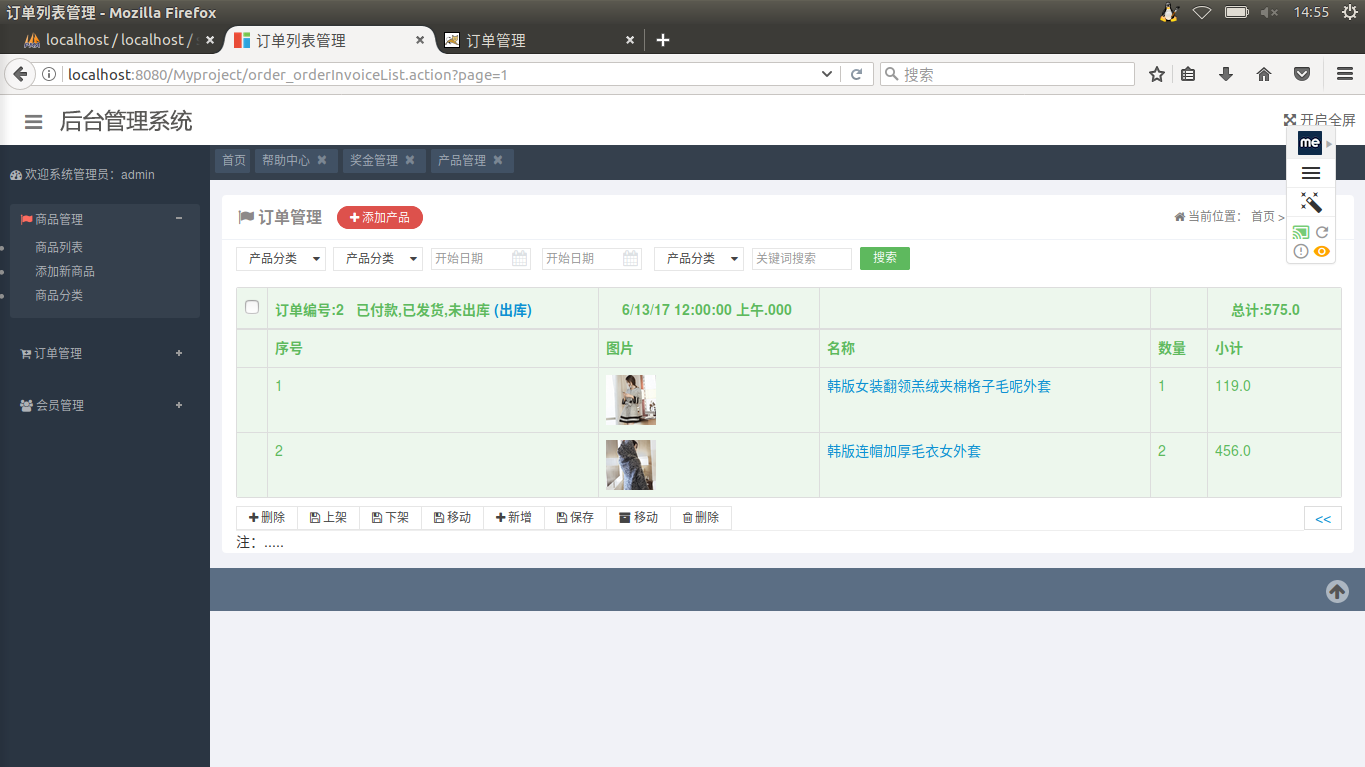 订单列表管理 - Mozilla Firefox
14:55
localhost / localhost /
订单列表管理
订单管理
localhost:8080/Myproject/order_orderInvoiceList.action?page=1
搜索
后台管理系统
开启全屏
me
欢迎系统管理员：admin
首页
帮助中心
奖金管理
产品管理
商品管理
商品列表
添加新商品
商品分类
订单管理
会员管理
订单管理
添加产品
当前位置： 首页 >
产品分类
产品分类
开始日期
开始日期
产品分类
关键词搜索
搜索
订单编号:2 已付款,已发货,未出库 (出库)
6/13/17 12:00:00 上午.000
总计:575.0
序号 图片 名称 数量 小计
1 韩版女装翻领羔绒夹棉格子毛呢外套 1 119.0
2 韩版连帽加厚毛衣女外套 2 456.0
删除 上架 下架 移动 新增 保存 移动 删除
<<
注：.....